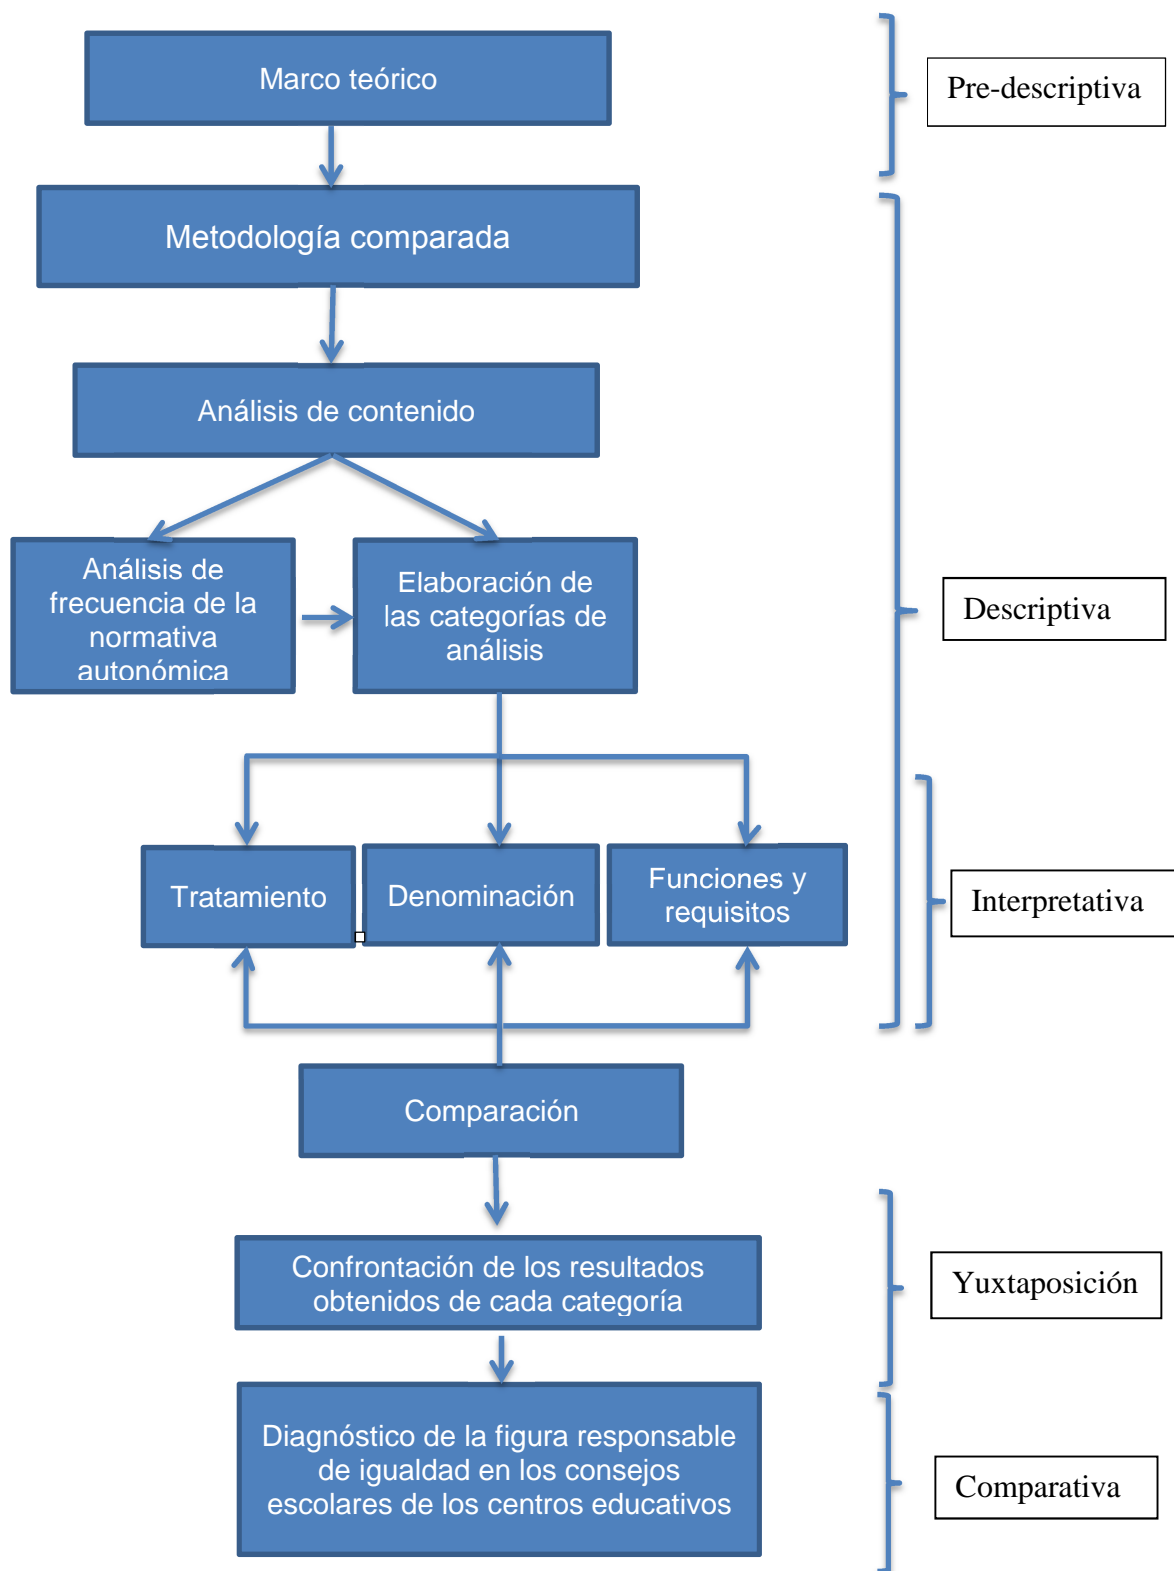 Marco teórico
Pre-descriptiva
Metodología comparada
Análisis de contenido
Análisis de
frecuencia de la
normativa
autonómica
Elaboración de
las categorías de
análisis
Descriptiva
Tratamiento
Denominación
Funciones y
requisitos
Interpretativa
Comparación
Confrontación de los resultados
obtenidos de cada categoría
Yuxtaposición
Diagnóstico de la figura responsable
de igualdad en los consejos
escolares de los centros educativos
Comparativa